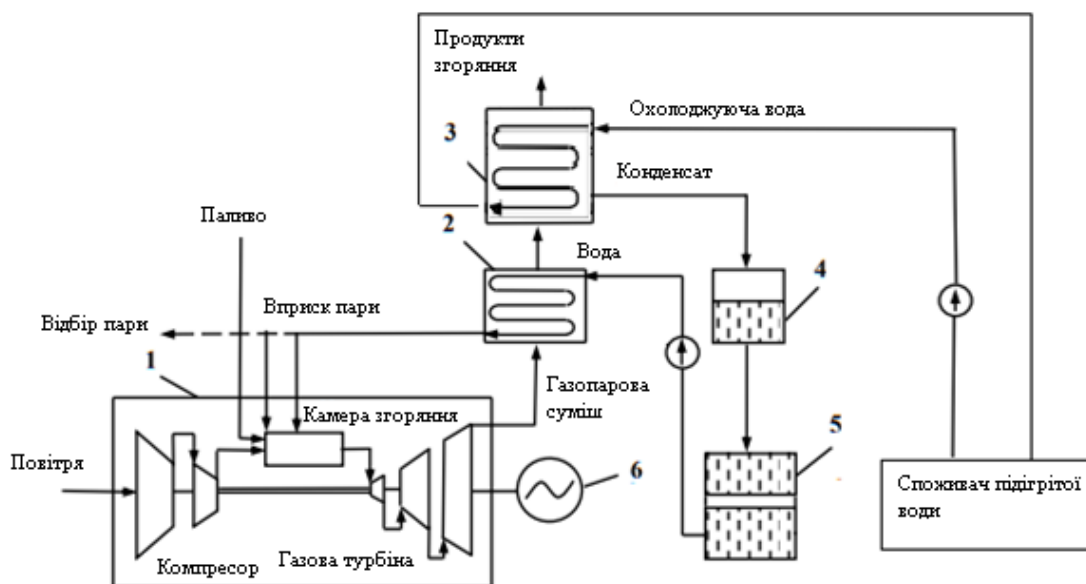 Продукти
згоряння
Охолоджуюча вода
3
Конденсат
2
Паливо
Вода
4
Вприск пари
Відбір пари
1
Газопарова
суміш
Камера згоряння
5
Повітря
6
Споживач підігрітої
води
Газова турбіна
Компресор